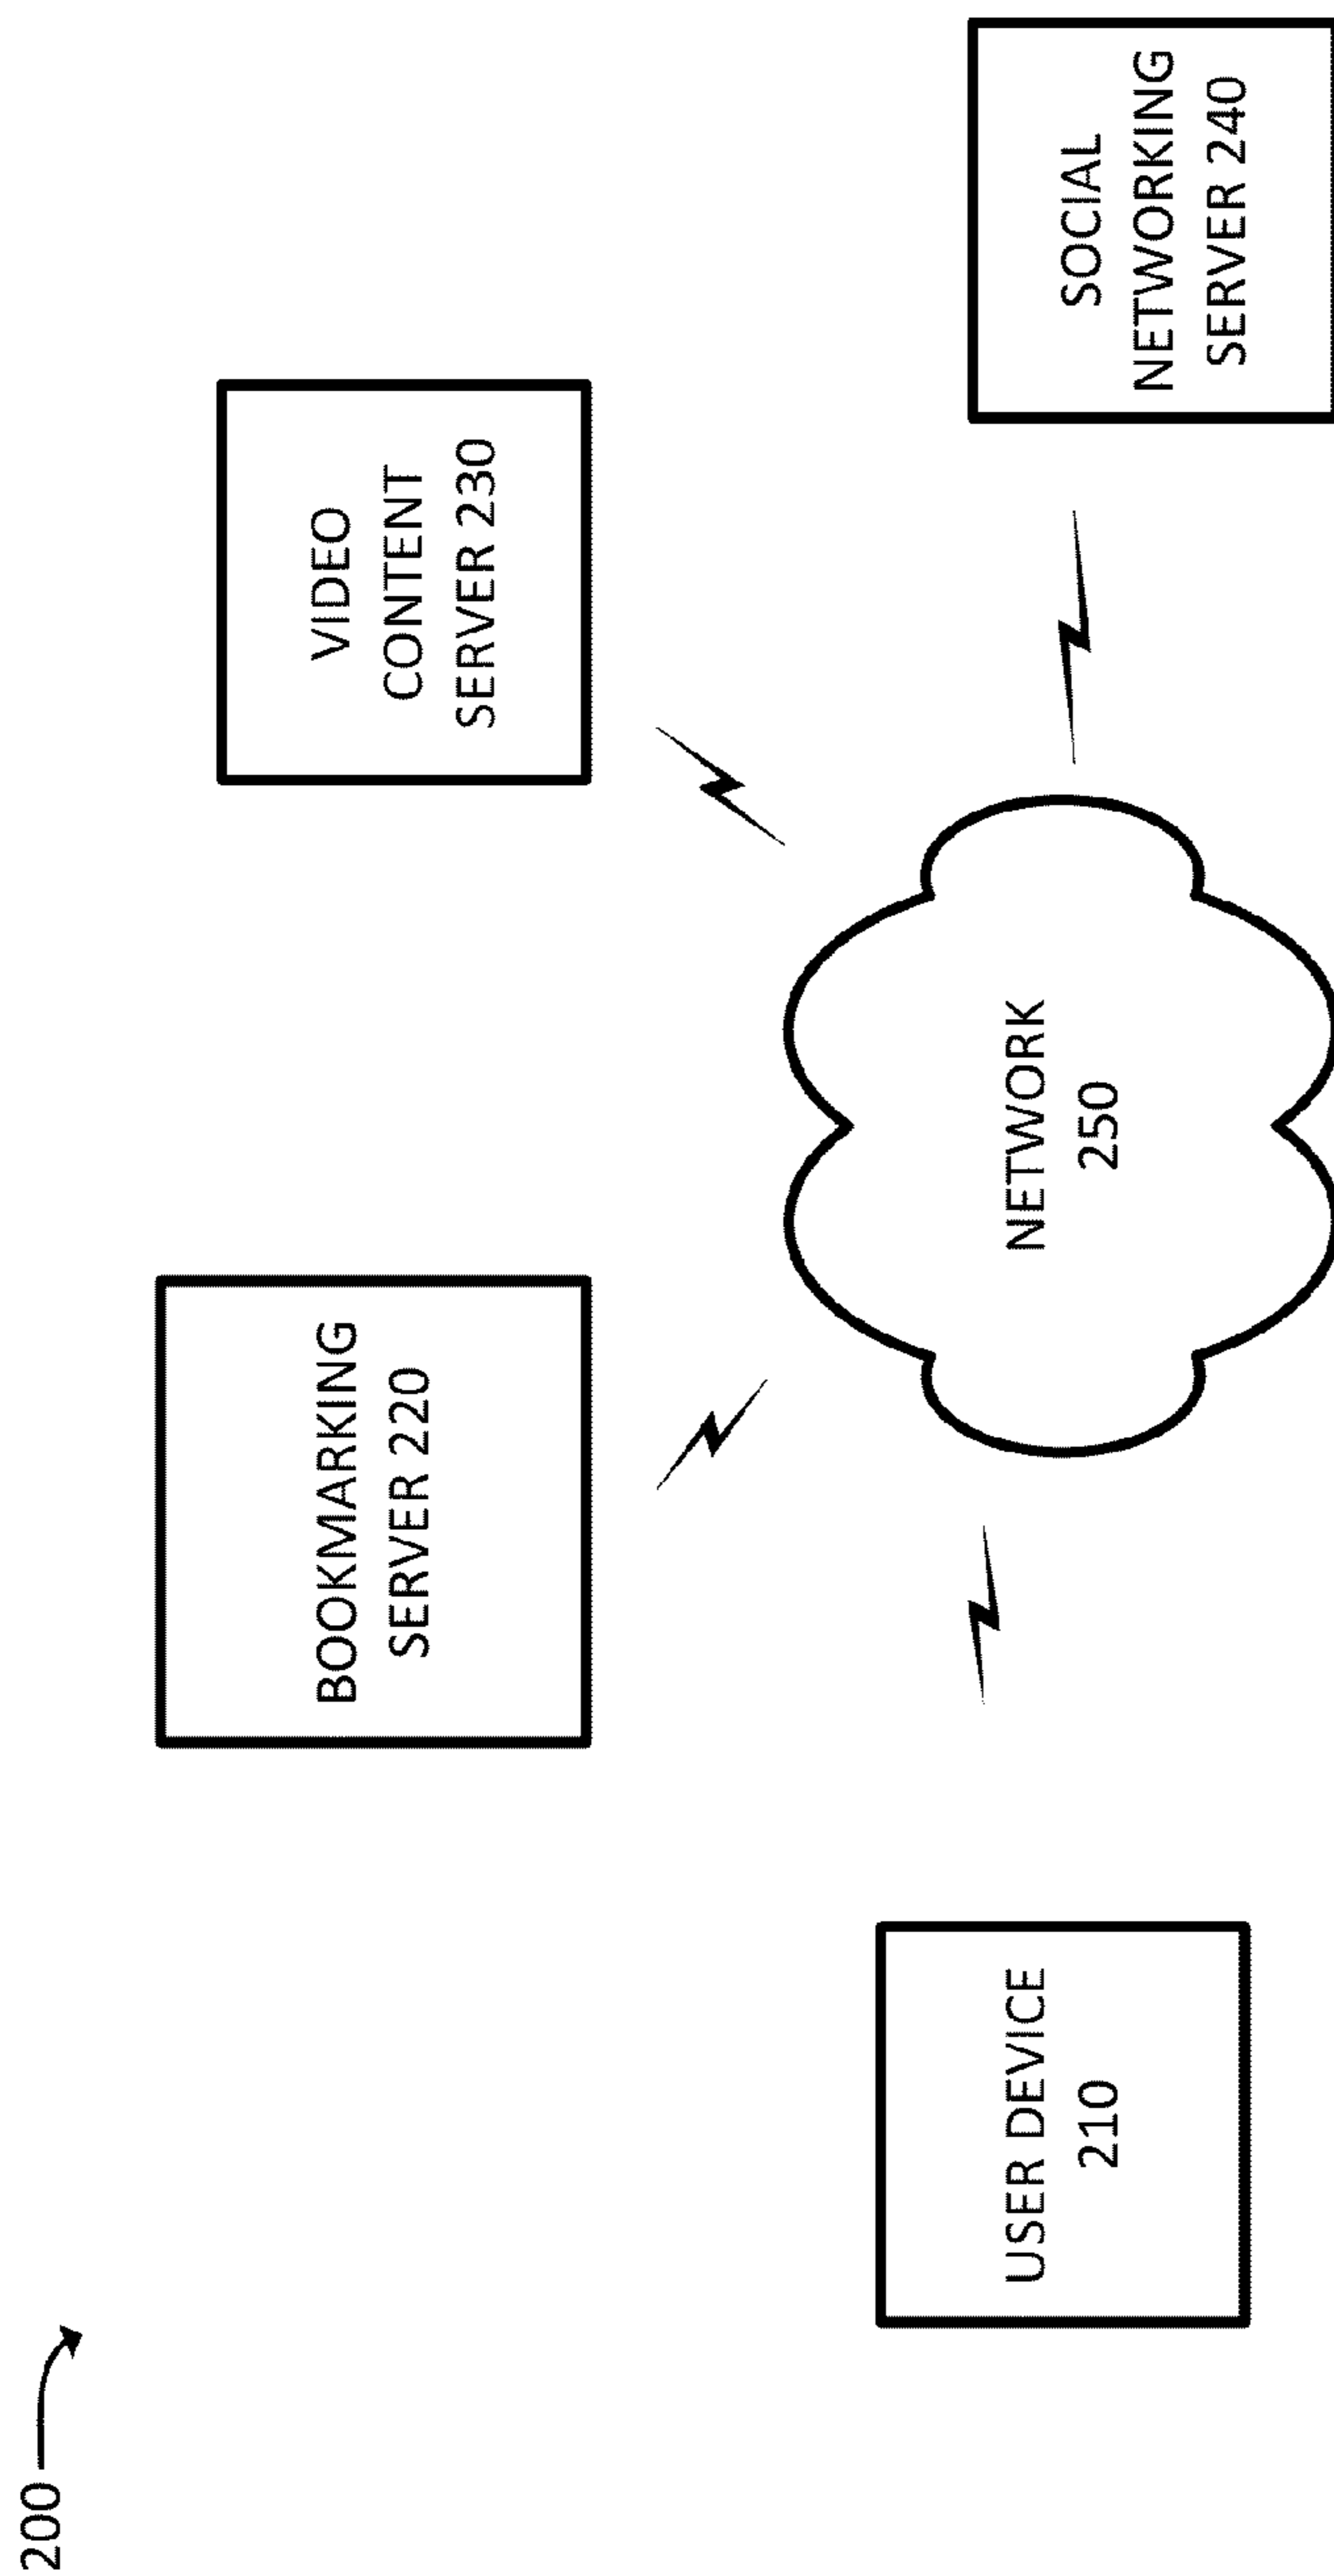 200
BOOKMARKING
SERVER 220
VIDEO
CONTENT
SERVER 230
USER DEVICE
210
NETWORK
250
SOCIAL
NETWORKING
SERVER 240